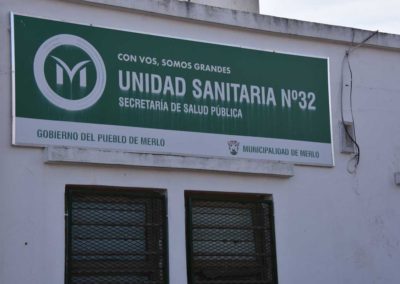 CON VOS, SOMOS GRANDES
UNIDAD SANITARIA Nº32
SECRETARÍA DE SALUD PÚBLICA
GOBIERNO DEL PUEBLO DE MERLO
MUNICIPALIDAD DE MERLO